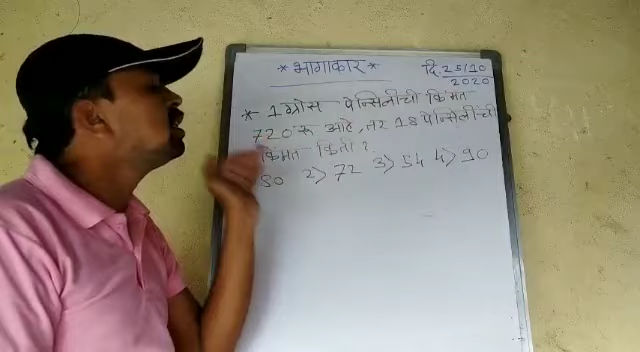 * भागाकार *
दि. 25/10
2020
* 1 ग्रोस पेन्सिलींची किंमत
720 रु आहे, तर 18 पेन्सिलींची
किंमत किती ?
80 2> 72 3> 54 4> 90